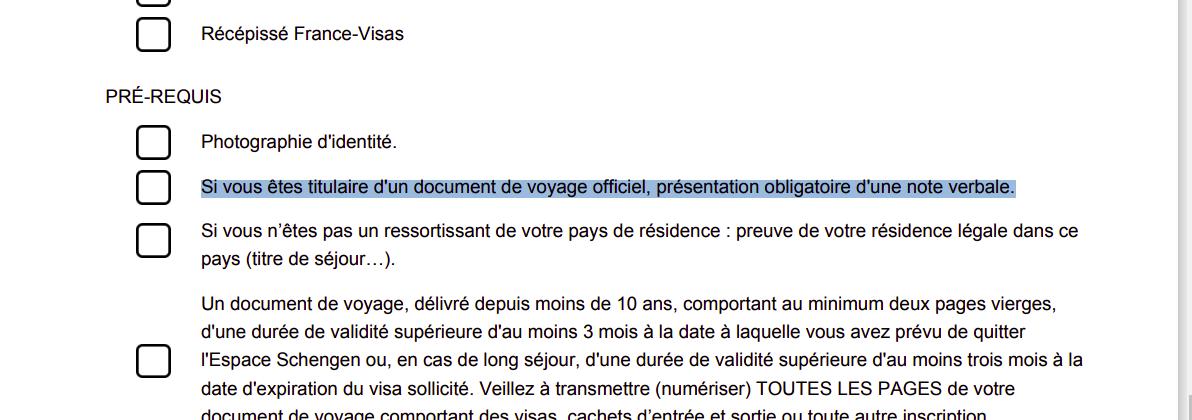 Récépissé France-Visas
PRÉ-REQUIS
Photographie d'identité.
Si vous êtes titulaire d'un document de voyage officiel, présentation obligatoire d'une note verbale.
Si vous n’êtes pas un ressortissant de votre pays de résidence : preuve de votre résidence légale dans ce
pays (titre de séjour…).
Un document de voyage, délivré depuis moins de 10 ans, comportant au minimum deux pages vierges,
d'une durée de validité supérieure d'au moins 3 mois à la date à laquelle vous avez prévu de quitter
l'Espace Schengen ou, en cas de long séjour, d'une durée de validité supérieure d'au moins trois mois à la
date d'expiration du visa sollicité. Veillez à transmettre (numériser) TOUTES LES PAGES de votre
document de voyage comportant des visas, cachets d’entrée et sortie ou toute autre inscription.